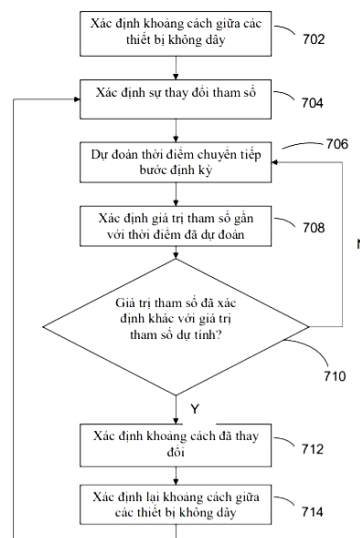 Xác định khoảng cách giữa các
thiết bị không dây
702
Xác định sự thay đổi tham số
704
Dự đoán thời điểm chuyển tiếp
bước định kỳ
706
Xác định giá trị tham số gần
với thời điểm đã dự đoán
708
Giá trị tham số đã xác
định khác với giá trị
tham số dự tính?
710
Y
Xác định khoảng cách đã thay
đổi
712
Xác định lại khoảng cách giữa
các thiết bị không dây
714